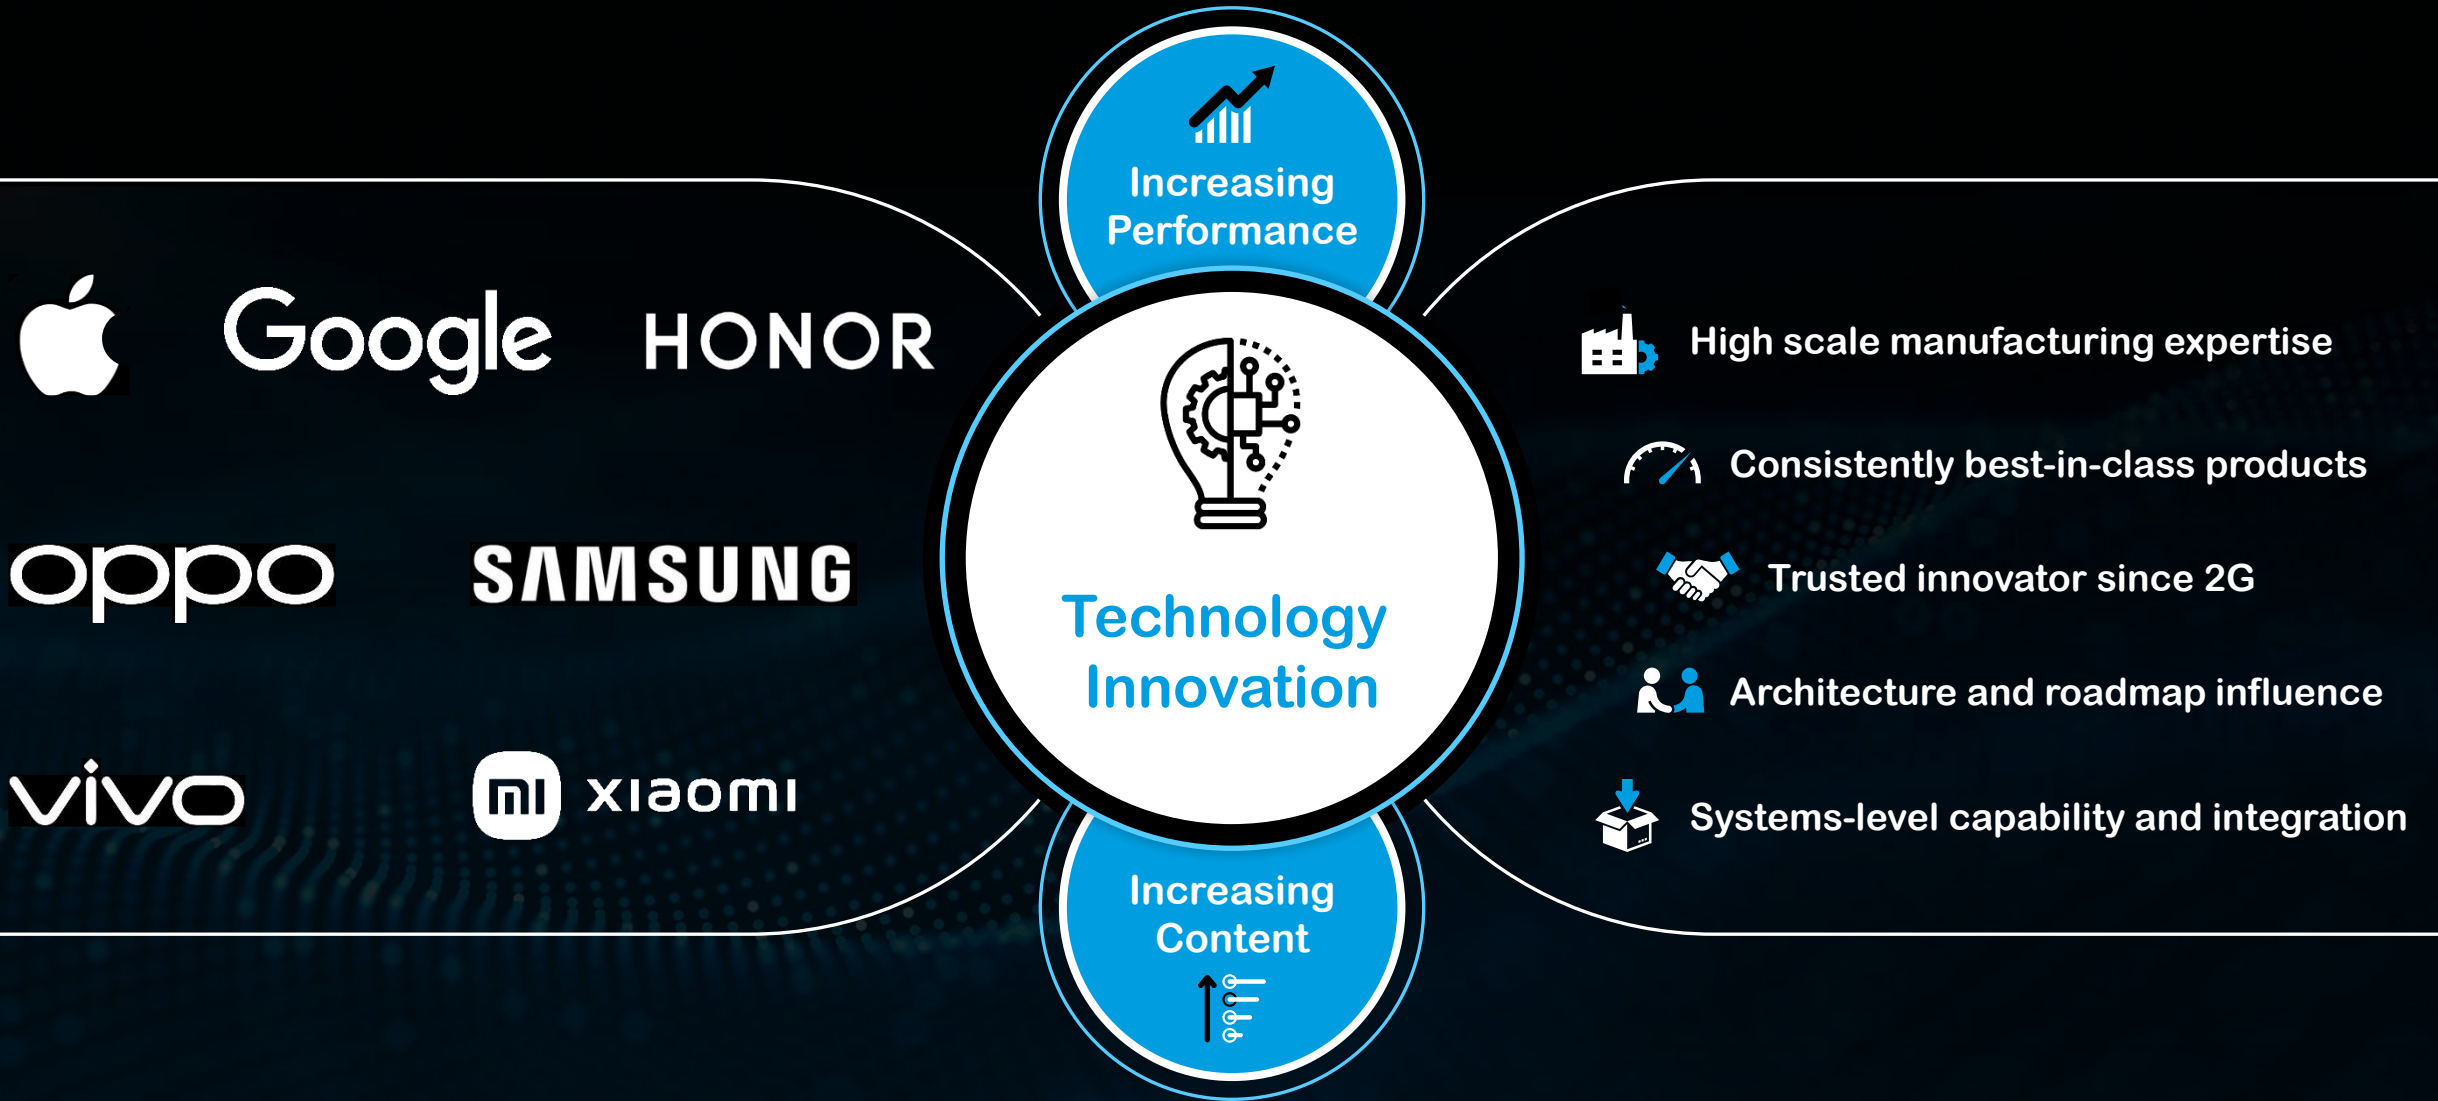 Increasing
Performance
Google
HONOR
oppo
SAMSUNG
vivo
mi
xiaomi
Technology
Innovation
Increasing
Content
High scale manufacturing expertise
Consistently best-in-class products
Trusted innovator since 2G
Architecture and roadmap influence
Systems-level capability and integration